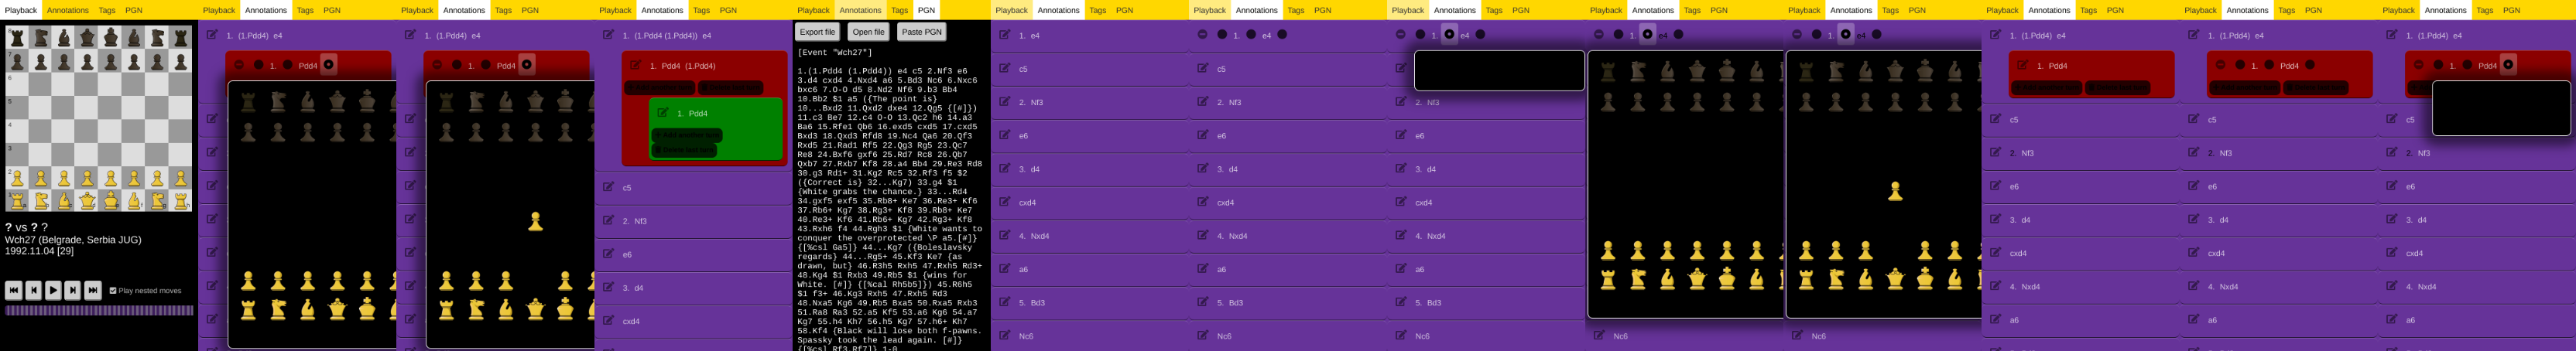 Playback Annotations Tags PGN
? vs ? ?
Wch27 (Belgrade, Serbia JUG)
1992.11.04 [29]
Play nested moves
Playback Annotations Tags PGN
1. (1.Pdd4) e4
1. Pdd4
Playback Annotations Tags PGN
1. (1.Pdd4) e4
1. Pdd4
Playback Annotations Tags PGN
1. (1.Pdd4 (1.Pdd4)) e4
1. Pdd4 (1.Pdd4)
1. Pdd4
c5
2. Nf3
e6
3. d4
cxd4
Playback Annotations Tags PGN
Export file Open file Paste PGN
[Event "Wch27"]
1.(1.Pdd4 (1.Pdd4)) e4 c5 2.Nf3 e6
3.d4 cxd4 4.Nxd4 a6 5.Bd3 Nc6 6.Nxc6
bxc6 7.O-O d5 8.Nd2 Nf6 9.b3 Bb4
10.Bb2 $1 a5 ({The point is}
10...Bxd2 11.Qxd2 dxe4 12.Qg5 {[#]})
11.c3 Be7 12.c4 O-O 13.Qc2 h6 14.a3
Ba6 15.Rfe1 Qb6 16.exd5 cxd5 17.cxd5
Bxd3 18.Qxd3 Rfd8 19.Nc4 Qa6 20.Qf3
Rxd5 21.Rad1 Rf5 22.Qg3 Rg5 23.Qc7
Re8 24.Bxf6 gxf6 25.Rd7 Rc8 26.Qb7
Qxb7 27.Rxb7 Kf8 28.a4 Bb4 29.Re3 Rd8
30.g3 Rd1+ 31.Kg2 Rc5 32.Rf3 f5 $2
({Correct is} 32...Kg7) 33.g4 $1
{White grabs the chance.} 33...Rd4
34.gxf5 exf5 35.Rb8+ Ke7 36.Re3+ Kf6
37.Rb6+ Kg7 38.Rg3+ Kf8 39.Rb8+ Ke7
40.Re3+ Kf6 41.Rb6+ Kg7 42.Rg3+ Kf8
43.Rxh6 f4 44.Rgh3 $1 {White wants to
conquer the overprotected \P a5.[#]}
{[%csl Ga5]} 44...Kg7 ({Boleslavsky
regards} 44...Rg5+ 45.Kf3 Ke7 {as
drawn, but} 46.R3h5 Rxh5 47.Rxh5 Rd3+
48.Kg4 $1 Rxb3 49.Rb5 $1 {wins for
White. [#]} {[%cal Rh5b5]}) 45.R6h5
$1 f3+ 46.Kg3 Rxh5 47.Rxh5 Rd3
48.Nxa5 Kg6 49.Rb5 Bxa5 50.Rxa5 Rxb3
51.Ra8 Ra3 52.a5 Kf5 53.a6 Kg6 54.a7
Kg7 55.h4 Kh7 56.h5 Kg7 57.h6+ Kh7
58.Kf4 {Black will lose both f-pawns.
Spassky took the lead again. [#]}
{[%csl Rf3,Rf7]} 1-0
Playback Annotations Tags PGN
1. e4
c5
2. Nf3
e6
3. d4
cxd4
4. Nxd4
a6
5. Bd3
Nc6
Playback Annotations Tags PGN
1. e4
c5
2. Nf3
e6
3. d4
cxd4
4. Nxd4
a6
5. Bd3
Nc6
Playback Annotations Tags PGN
1. e4
2. Nf3
e6
3. d4
cxd4
4. Nxd4
a6
5. Bd3
Nc6
Playback Annotations Tags PGN
1. e4
Nc6
Playback Annotations Tags PGN
1. e4
Nc6
Playback Annotations Tags PGN
1. (1.Pdd4) e4
1. Pdd4
c5
2. Nf3
e6
3. d4
cxd4
4. Nxd4
a6
Playback Annotations Tags PGN
1. (1.Pdd4) e4
1. Pdd4
c5
2. Nf3
e6
3. d4
cxd4
4. Nxd4
a6
Playback Annotations Tags PGN
1. (1.Pdd4) e4
1. Pdd4
c5
2. Nf3
e6
3. d4
cxd4
4. Nxd4
a6